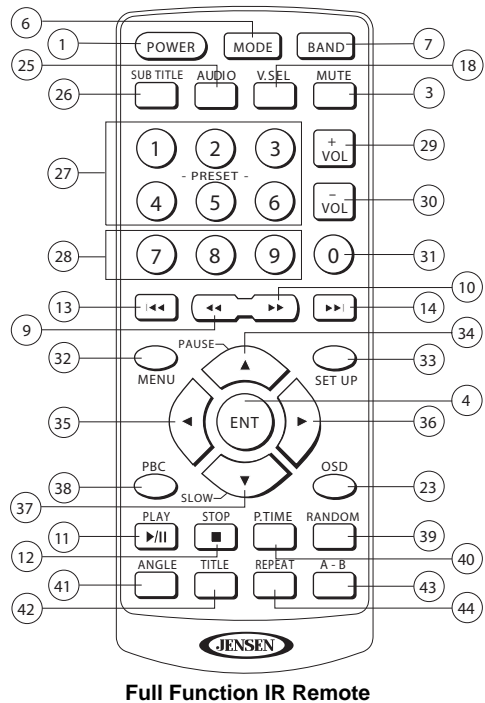 6
1 POWER MODE BAND 7
25 18
SUB TITLE AUDIO V.SEL MUTE
26 3
1 2 3 + VOL 29
27 - PRESET -
4 5 6 − VOL 30
28 7 8 9 0 31
13 10
9 14
PAUSE 34
32 MENU SET UP 33
4
35 ENT 36
PBC OSD
38 23
37 SLOW
PLAY STOP P.TIME RANDOM
11 39
12 40
ANGLE TITLE REPEAT A - B
41 43
42 44
JENSEN
Full Function IR Remote